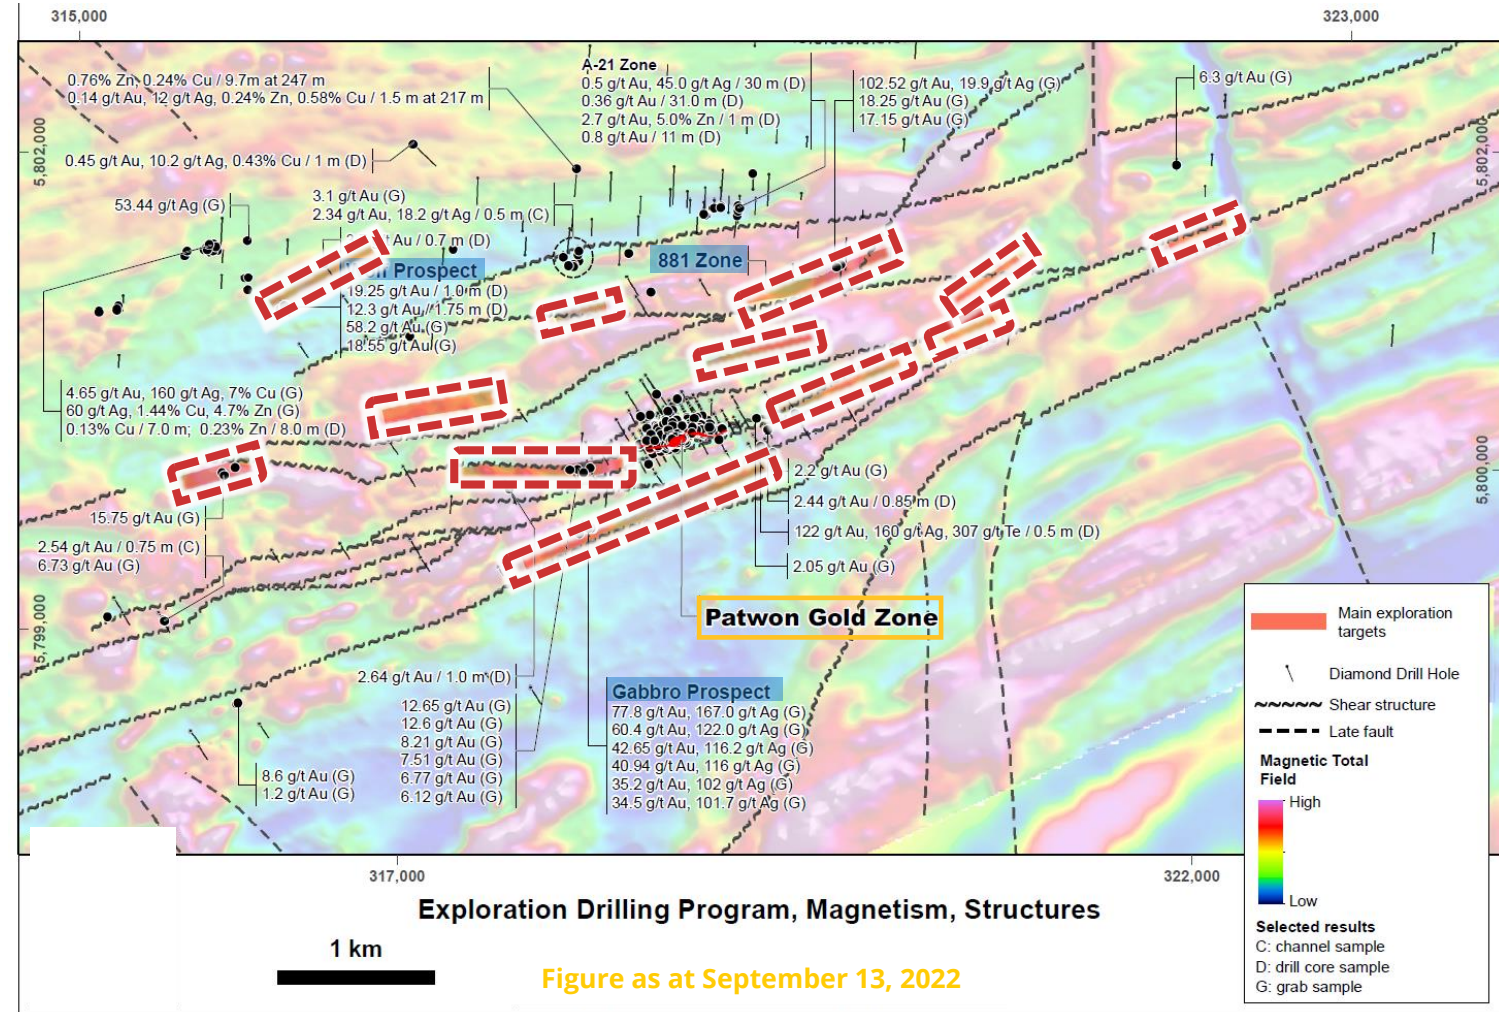 315,000
323,000
0.76% Zn, 0.24% Cu / 9.7m at 247 m
0.14 g/t Au, 12 g/t Ag, 0.24% Zn, 0.58% Cu / 1.5 m at 217 m
A-21 Zone
0.5 g/t Au, 45.0 g/t Ag / 30 m (D)
0.36 g/t Au / 31.0 m (D)
2.7 g/t Au, 5.0% Zn / 1 m (D)
0.8 g/t Au / 11 m (D)
102.52 g/t Au, 19.9 g/t Ag (G)
18.25 g/t Au (G)
17.15 g/t Au (G)
6.3 g/t Au (G)
5,802,000
5,802,000
0.45 g/t Au, 10.2 g/t Ag, 0.43% Cu / 1 m (D)
53.44 g/t Ag (G)
3.1 g/t Au (G)
2.34 g/t Au, 18.2 g/t Ag / 0.5 m (C)
Au / 0.7 m (D)
Prospect
19.25 g/t Au / 1.0 m (D)
12.3 g/t Au / 1.75 m (D)
58.2 g/t Au (G)
18.55 g/t Au (G)
881 Zone
4.65 g/t Au, 160 g/t Ag, 7% Cu (G)
60 g/t Ag, 1.44% Cu, 4.7% Zn (G)
0.13% Cu / 7.0 m; 0.23% Zn / 8.0 m (D)
5,800,000
15.75 g/t Au (G)
2.54 g/t Au / 0.75 m (C)
6.73 g/t Au (G)
2.2 g/t Au (G)
2.44 g/t Au / 0.85 m (D)
122 g/t Au, 160 g/t Ag, 307 g/t Te / 0.5 m (D)
2.05 g/t Au (G)
5,799,000
Patwon Gold Zone
2.64 g/t Au / 1.0 m (D)
12.65 g/t Au (G)
12.6 g/t Au (G)
8.21 g/t Au (G)
7.51 g/t Au (G)
6.77 g/t Au (G)
6.12 g/t Au (G)
Gabbro Prospect
77.8 g/t Au, 167.0 g/t Ag (G)
60.4 g/t Au, 122.0 g/t Ag (G)
42.65 g/t Au, 116.2 g/t Ag (G)
40.94 g/t Au, 116 g/t Ag (G)
35.2 g/t Au, 102 g/t Ag (G)
34.5 g/t Au, 101.7 g/t Ag (G)
8.6 g/t Au (G)
1.2 g/t Au (G)
Main exploration
targets
Diamond Drill Hole
Shear structure
Late fault
Magnetic Total
Field
High
Low
Selected results
C: channel sample
D: drill core sample
G: grab sample
317,000
322,000
Exploration Drilling Program, Magnetism, Structures
1 km
Figure as at September 13, 2022